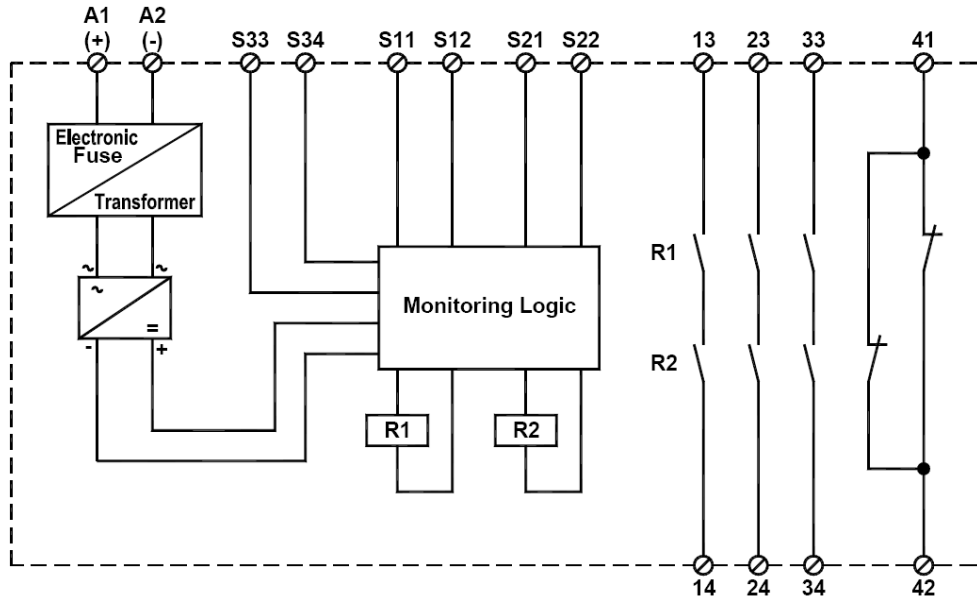 A1 A2
(+) (-) S33 S34 S11 S12 S21 S22 13 23 33 41
Electronic
Fuse
Transformer
~ ~
~
=
- +
Monitoring Logic
R1 R2
R1
R2
14 24 34 42